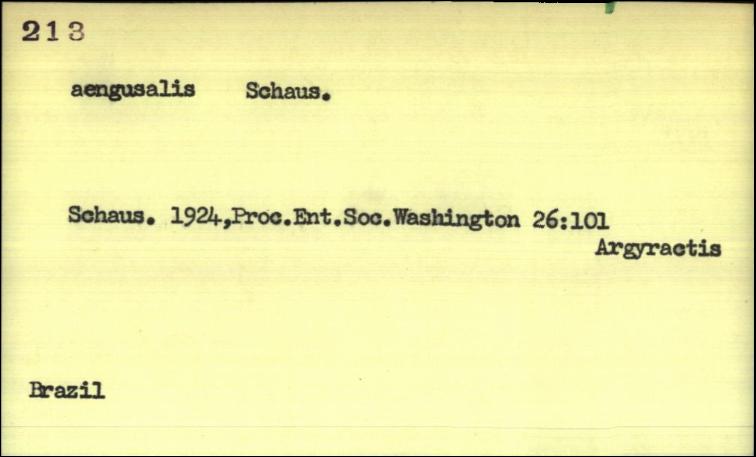 213
aengusalis Schaus.
Schaus. 1924,Proc.Ent.Soc.Washington 26:101
Argyractis
Brazil